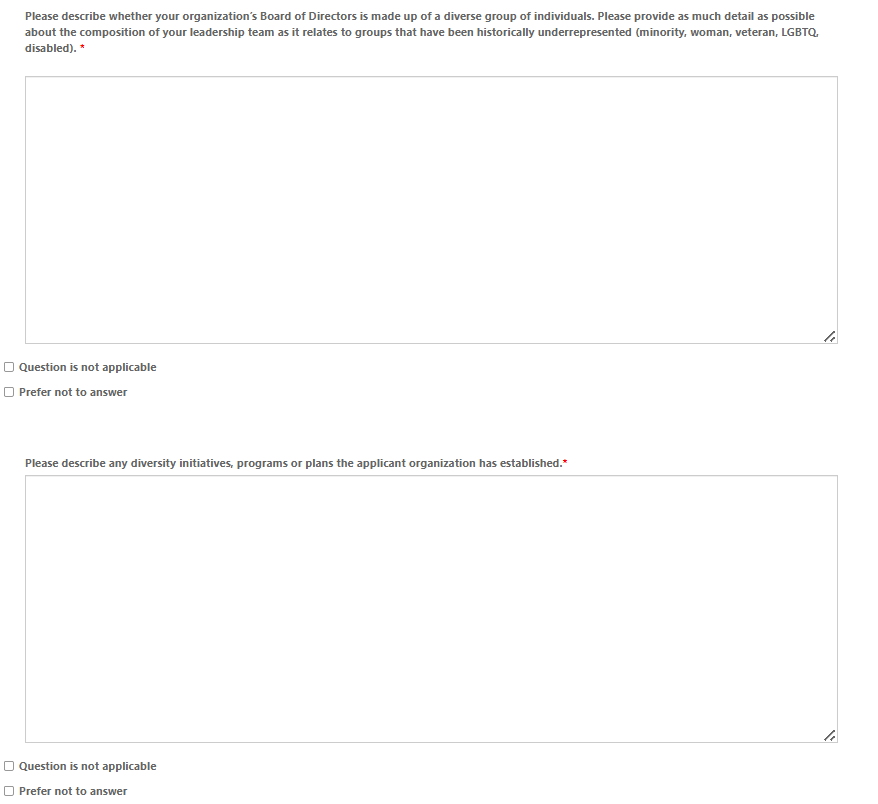 Please describe whether your organization's Board of Directors is made up of a diverse group of individuals. Please provide as much detail as possible
about the composition of your leadership team as it relates to groups that have been historically underrepresented (minority, woman, veteran, LGBTQ,
disabled). *
Question is not applicable
Prefer not to answer
Please describe any diversity initiatives, programs or plans the applicant organization has established.*
Question is not applicable
Prefer not to answer